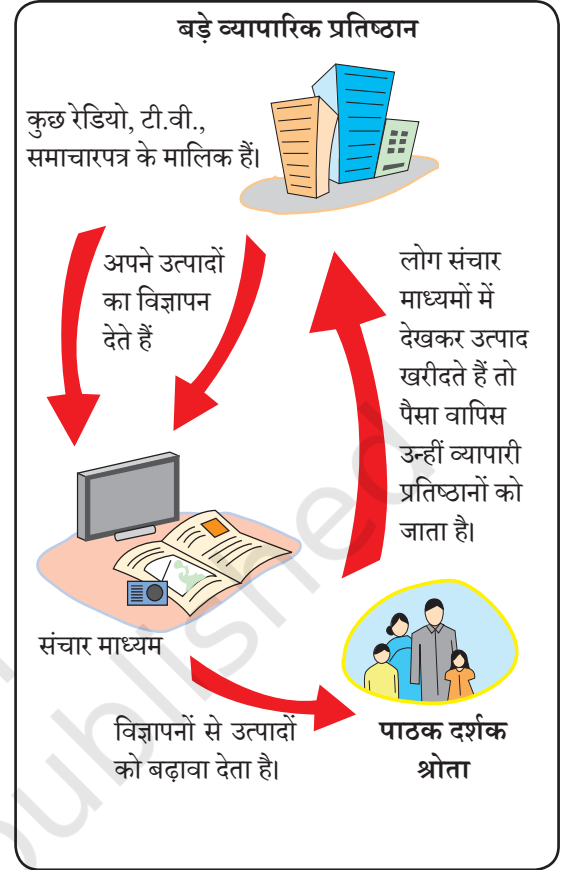 बड़े व्यापारिक प्रतिष्ठान
कुछ रेडियो, टी.वी.,
समाचारपत्र के मालिक हैं।
अपने उत्पादों
का विज्ञापन
देते हैं
लोग संचार
माध्यमों में
देखकर उत्पाद
खरीदते हैं तो
पैसा वापिस
उन्हीं व्यापारी
प्रतिष्ठानों को
जाता है।
संचार माध्यम
विज्ञापनों से उत्पादों
को बढ़ावा देता है।
पाठक दर्शक
श्रोता
published